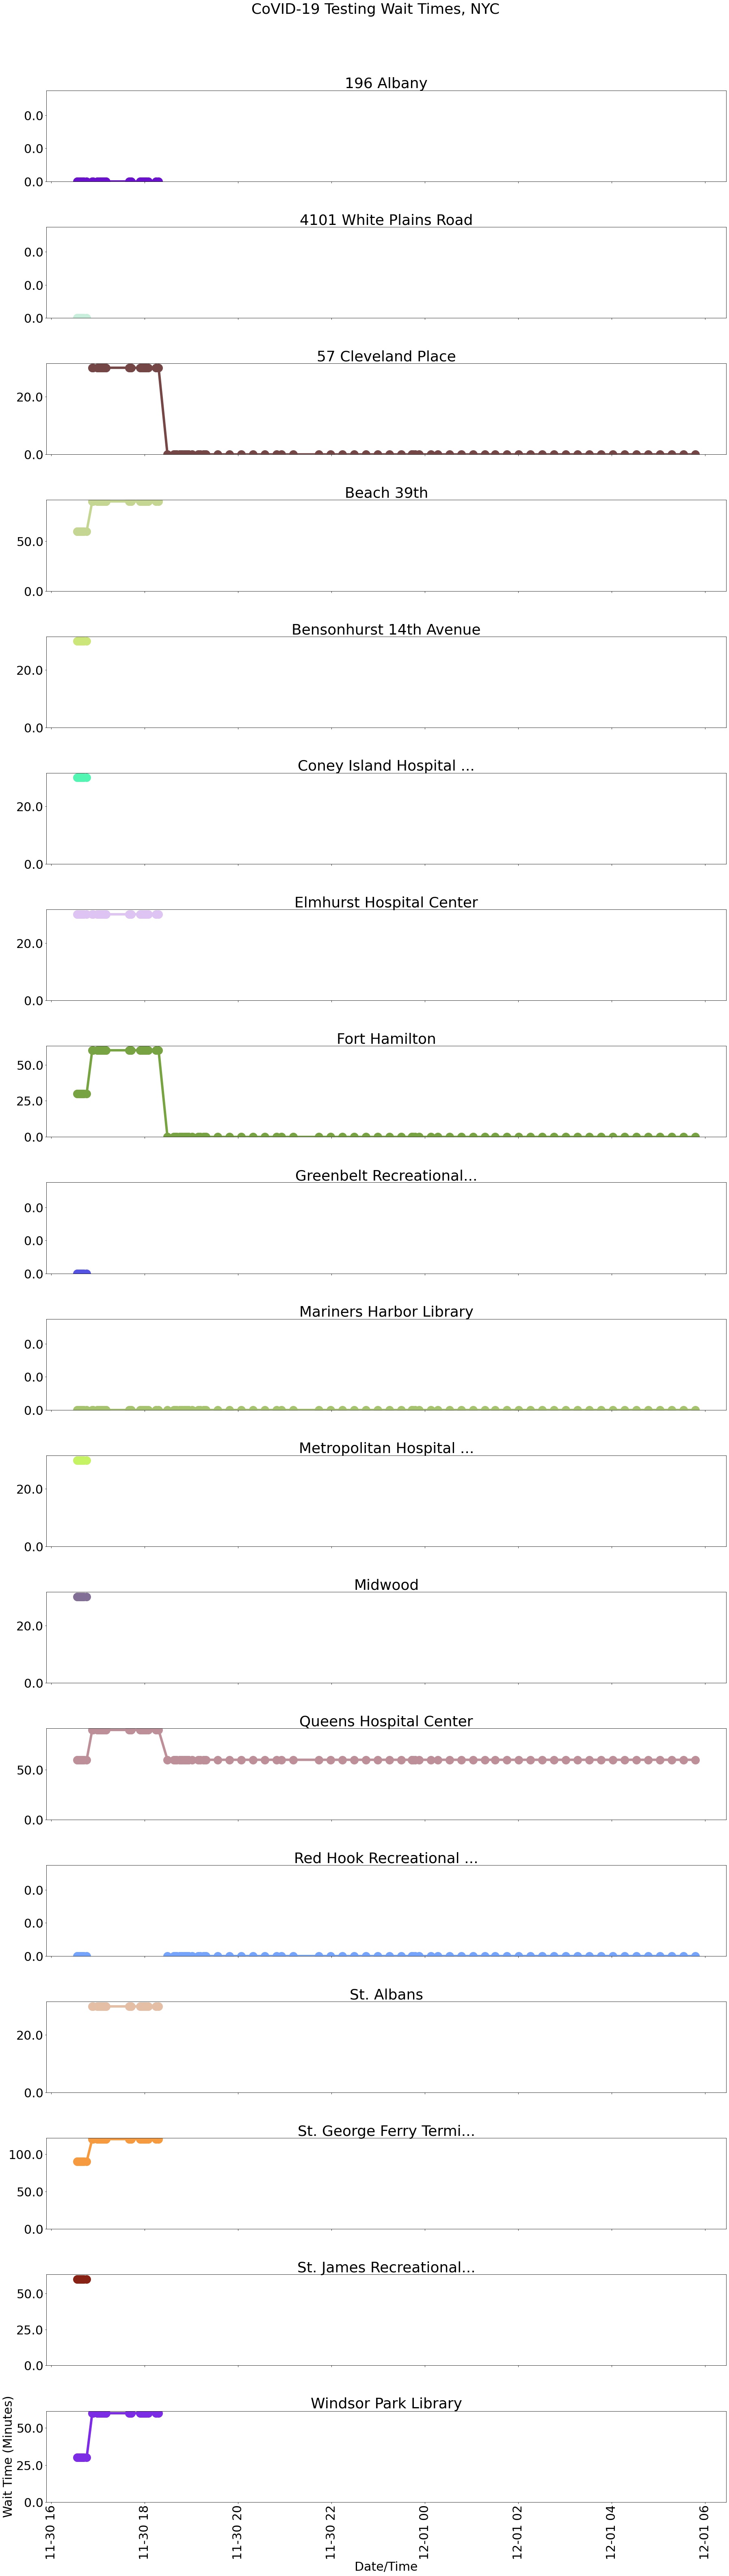 CoVID-19 Testing Wait Times, NYC
196 Albany
0.0
0.0
0.0
4101 White Plains Road
0.0
0.0
0.0
57 Cleveland Place
20.0
0.0
Beach 39th
50.0
0.0
Bensonhurst 14th Avenue
20.0
0.0
Coney Island Hospital ...
20.0
0.0
Elmhurst Hospital Center
20.0
0.0
Fort Hamilton
50.0
25.0
0.0
Greenbelt Recreational...
0.0
0.0
0.0
Mariners Harbor Library
0.0
0.0
0.0
Metropolitan Hospital ...
20.0
0.0
Midwood
20.0
0.0
Queens Hospital Center
50.0
0.0
Red Hook Recreational ...
0.0
0.0
0.0
St. Albans
20.0
0.0
St. George Ferry Termi...
100.0
50.0
0.0
St. James Recreational...
50.0
25.0
0.0
Windsor Park Library
50.0
25.0
0.0
Wait Time (Minutes)
11-30 16
11-30 18
11-30 20
11-30 22
12-01 00
12-01 02
12-01 04
12-01 06
Date/Time